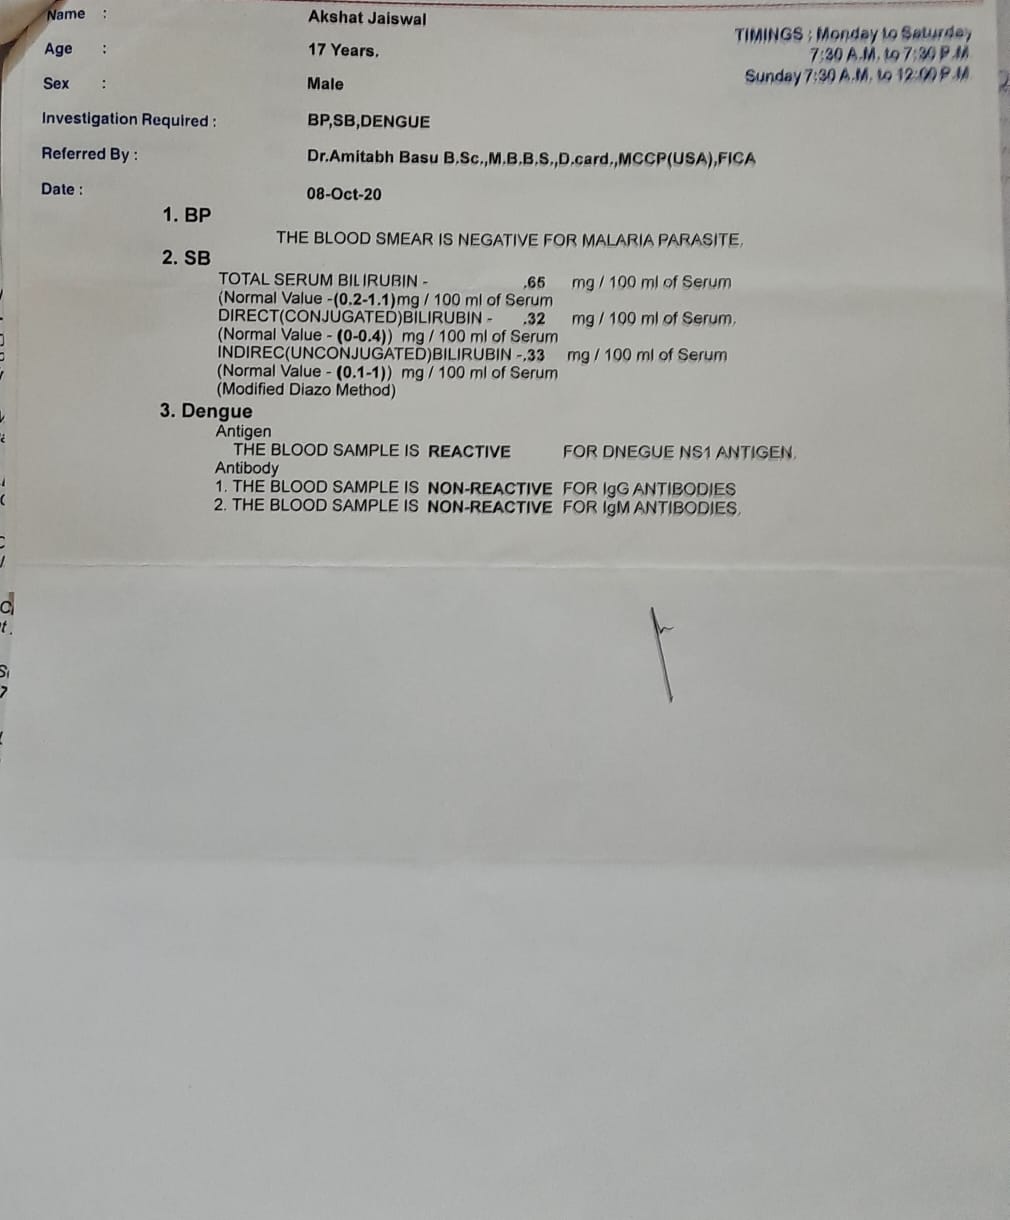 Name : Akshat Jaiswal
TIMINGS : Monday to Saturday
7:30 A.M. to 7:30 P.M
Sunday 7:30 A.M. to 12:00 P.M
Age : 17 Years.
Sex : Male
Investigation Required : BP,SB,DENGUE
Referred By : Dr.Amitabh Basu B.Sc.,M.B.B.S.,D.card.,MCCP(USA),FICA
Date : 08-Oct-20
1. BP
THE BLOOD SMEAR IS NEGATIVE FOR MALARIA PARASITE.
2. SB
TOTAL SERUM BILIRUBIN - .65 mg / 100 ml of Serum
(Normal Value -(0.2-1.1)mg / 100 ml of Serum
DIRECT(CONJUGATED)BILIRUBIN - .32 mg / 100 ml of Serum.
(Normal Value - (0-0.4)) mg / 100 ml of Serum
INDIREC(UNCONJUGATED)BILIRUBIN -.33 mg / 100 ml of Serum
(Normal Value - (0.1-1)) mg / 100 ml of Serum
(Modified Diazo Method)
3. Dengue
Antigen
THE BLOOD SAMPLE IS REACTIVE FOR DNEGUE NS1 ANTIGEN.
Antibody
1. THE BLOOD SAMPLE IS NON-REACTIVE FOR IgG ANTIBODIES
2. THE BLOOD SAMPLE IS NON-REACTIVE FOR IgM ANTIBODIES.